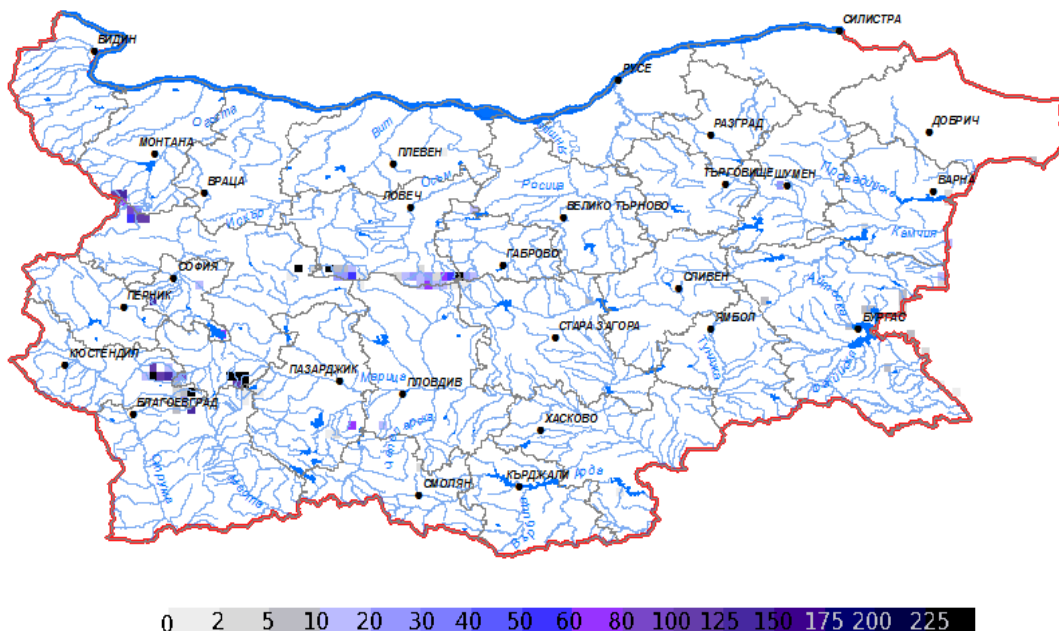 СИЛИСТРА
ВИДИН
РУСЕ
Огоста
Вит
РАЗГРАД
ДОБРИЧ
МОНТАНА
ПЛЕВЕН
ВРАЦА
Осъм
Росица
ТЪРГОВИЩЕ
ШУМЕН
Провадийска
ВАРНА
ЛОВЕЧ
Искър
ВЕЛИКО ТЪРНОВО
Камчия
СОФИЯ
ГАБРОВО
СЛИВЕН
ПЕРНИК
СТАРА ЗАГОРА
ЯМБОЛ
БУРГАС
Тунджа
КЮСТЕНДИЛ
ПАЗАРДЖИК
Марица
ПЛОВДИВ
БЛАГОЕВГРАД
ХАСКОВО
Струма
Места
СМОЛЯН
КЪРДЖАЛИ
0 2 5 10 20 30 40 50 60 80 100 125 150 175 200 225